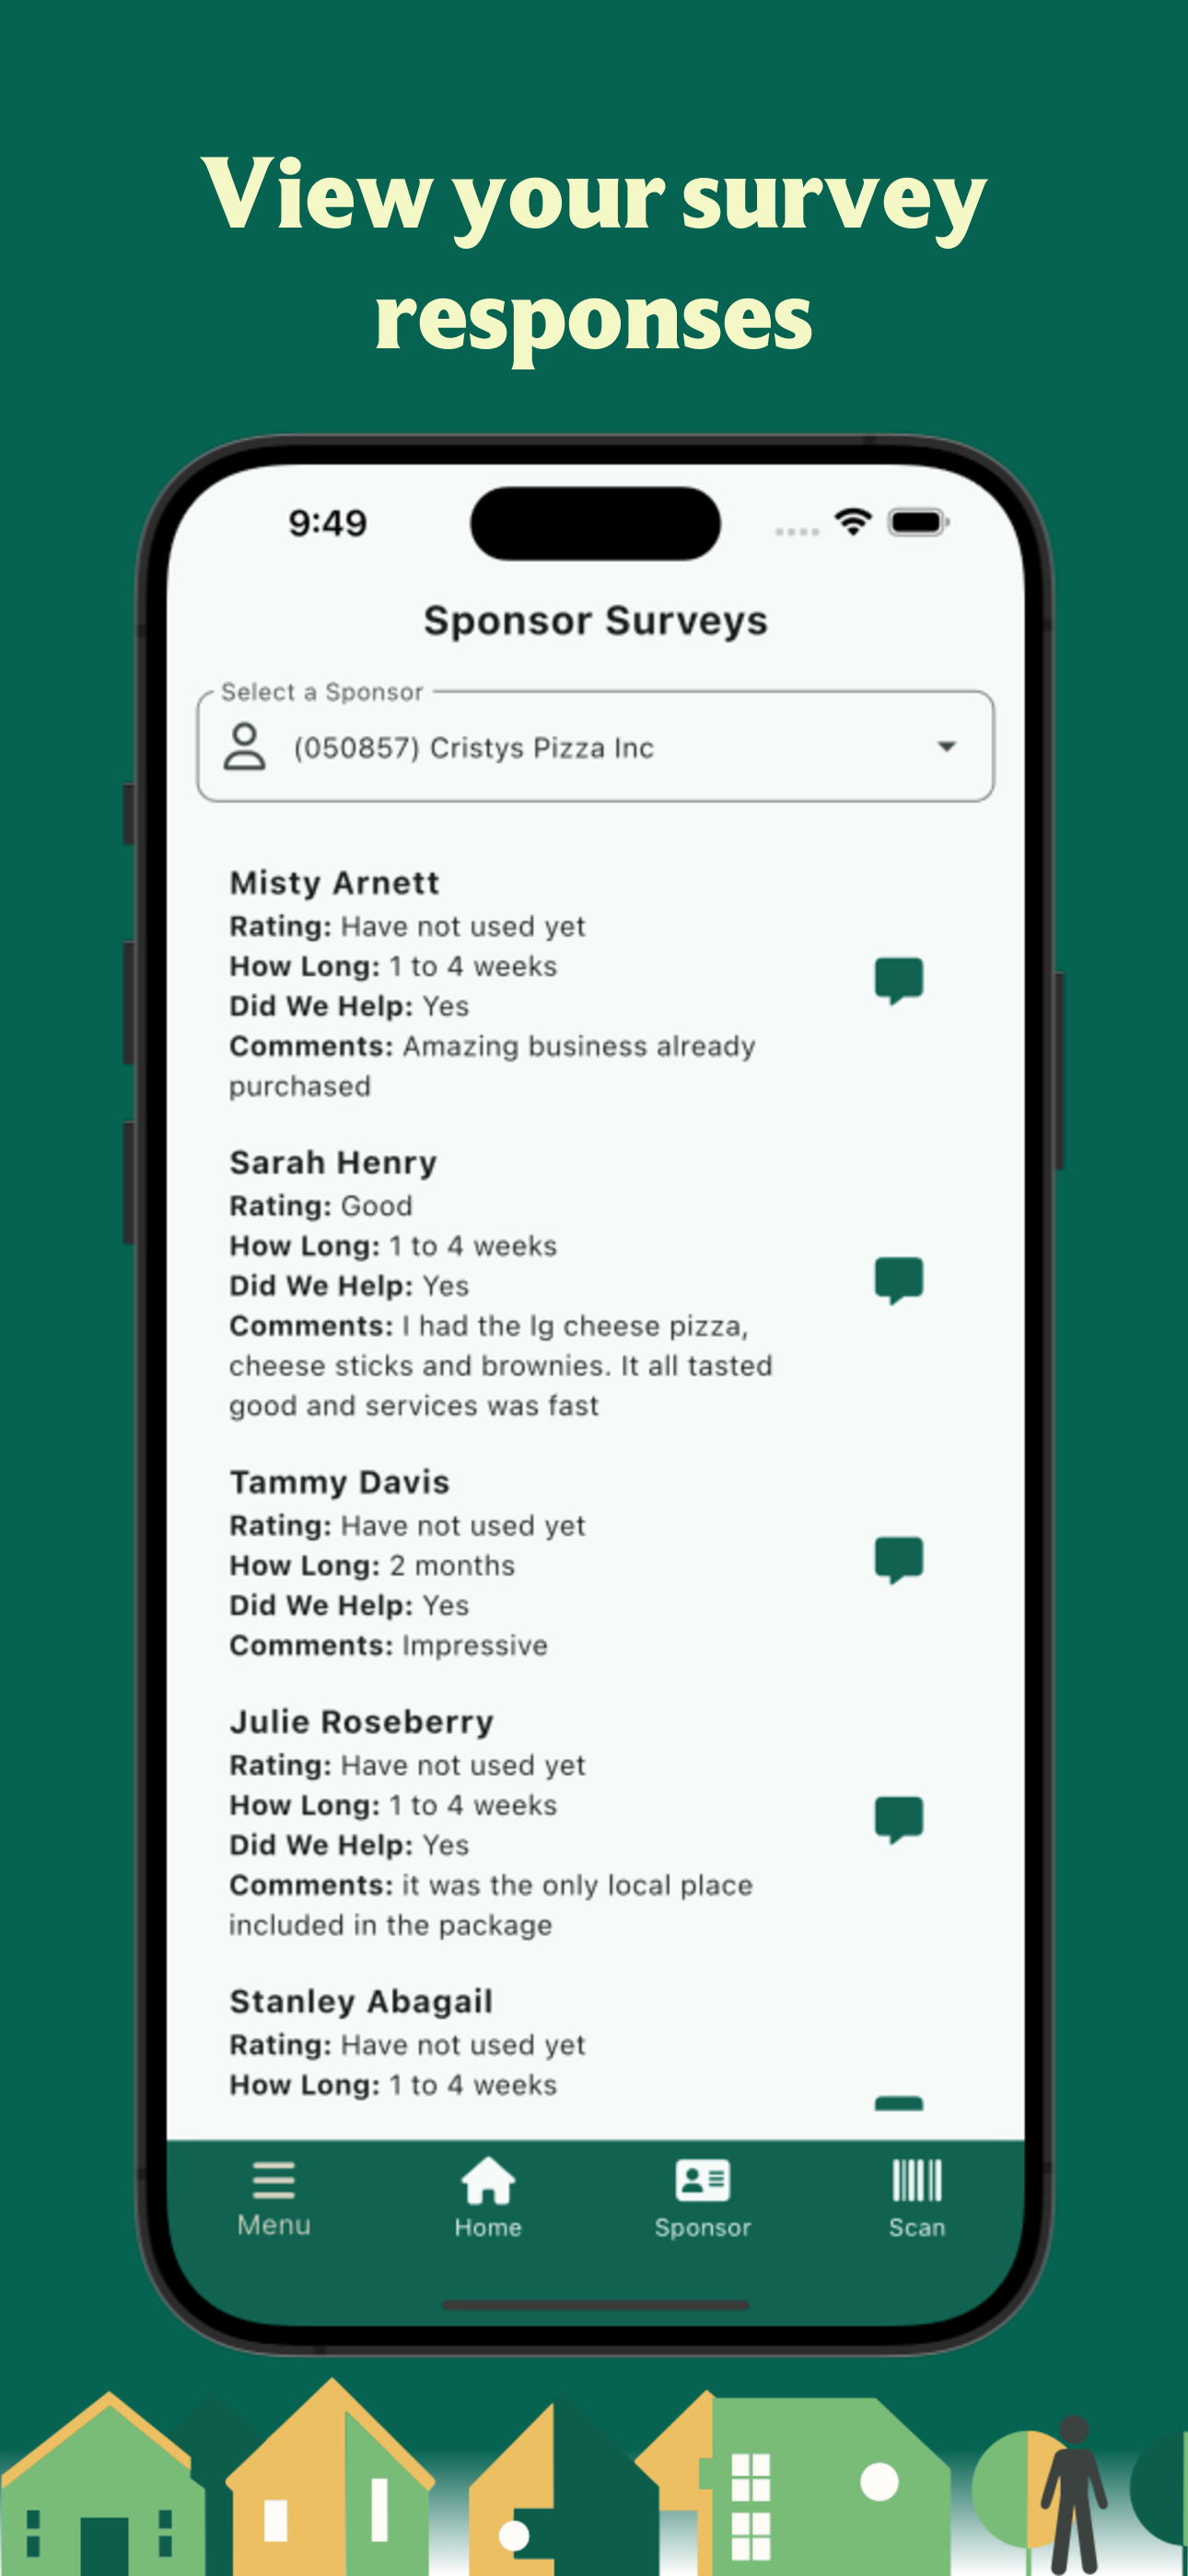 View your survey
responses
9:49
Sponsor Surveys
Select a Sponsor
(050857) Cristys Pizza Inc
Misty Arnett
Rating: Have not used yet
How Long: 1 to 4 weeks
Did We Help: Yes
Comments: Amazing business already
purchased
Sarah Henry
Rating: Good
How Long: 1 to 4 weeks
Did We Help: Yes
Comments: I had the lg cheese pizza,
cheese sticks and brownies. It all tasted
good and services was fast
Tammy Davis
Rating: Have not used yet
How Long: 2 months
Did We Help: Yes
Comments: Impressive
Julie Roseberry
Rating: Have not used yet
How Long: 1 to 4 weeks
Did We Help: Yes
Comments: it was the only local place
included in the package
Stanley Abagail
Rating: Have not used yet
How Long: 1 to 4 weeks
Menu Home Sponsor Scan